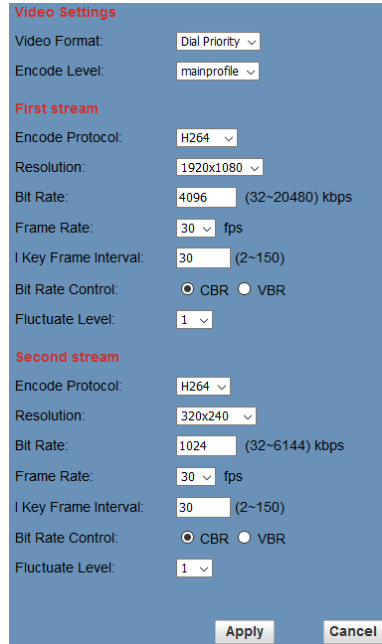 Video Settings
Video Format: Dial Priority
Encode Level: mainprofile
First stream
Encode Protocol: H264
Resolution: 1920x1080
Bit Rate: 4096 (32~20480) kbps
Frame Rate: 30 fps
I Key Frame Interval: 30 (2~150)
Bit Rate Control: CBR VBR
Fluctuate Level: 1
Second stream
Encode Protocol: H264
Resolution: 320x240
Bit Rate: 1024 (32~6144) kbps
Frame Rate: 30 fps
I Key Frame Interval: 30 (2~150)
Bit Rate Control: CBR VBR
Fluctuate Level: 1
Apply Cancel